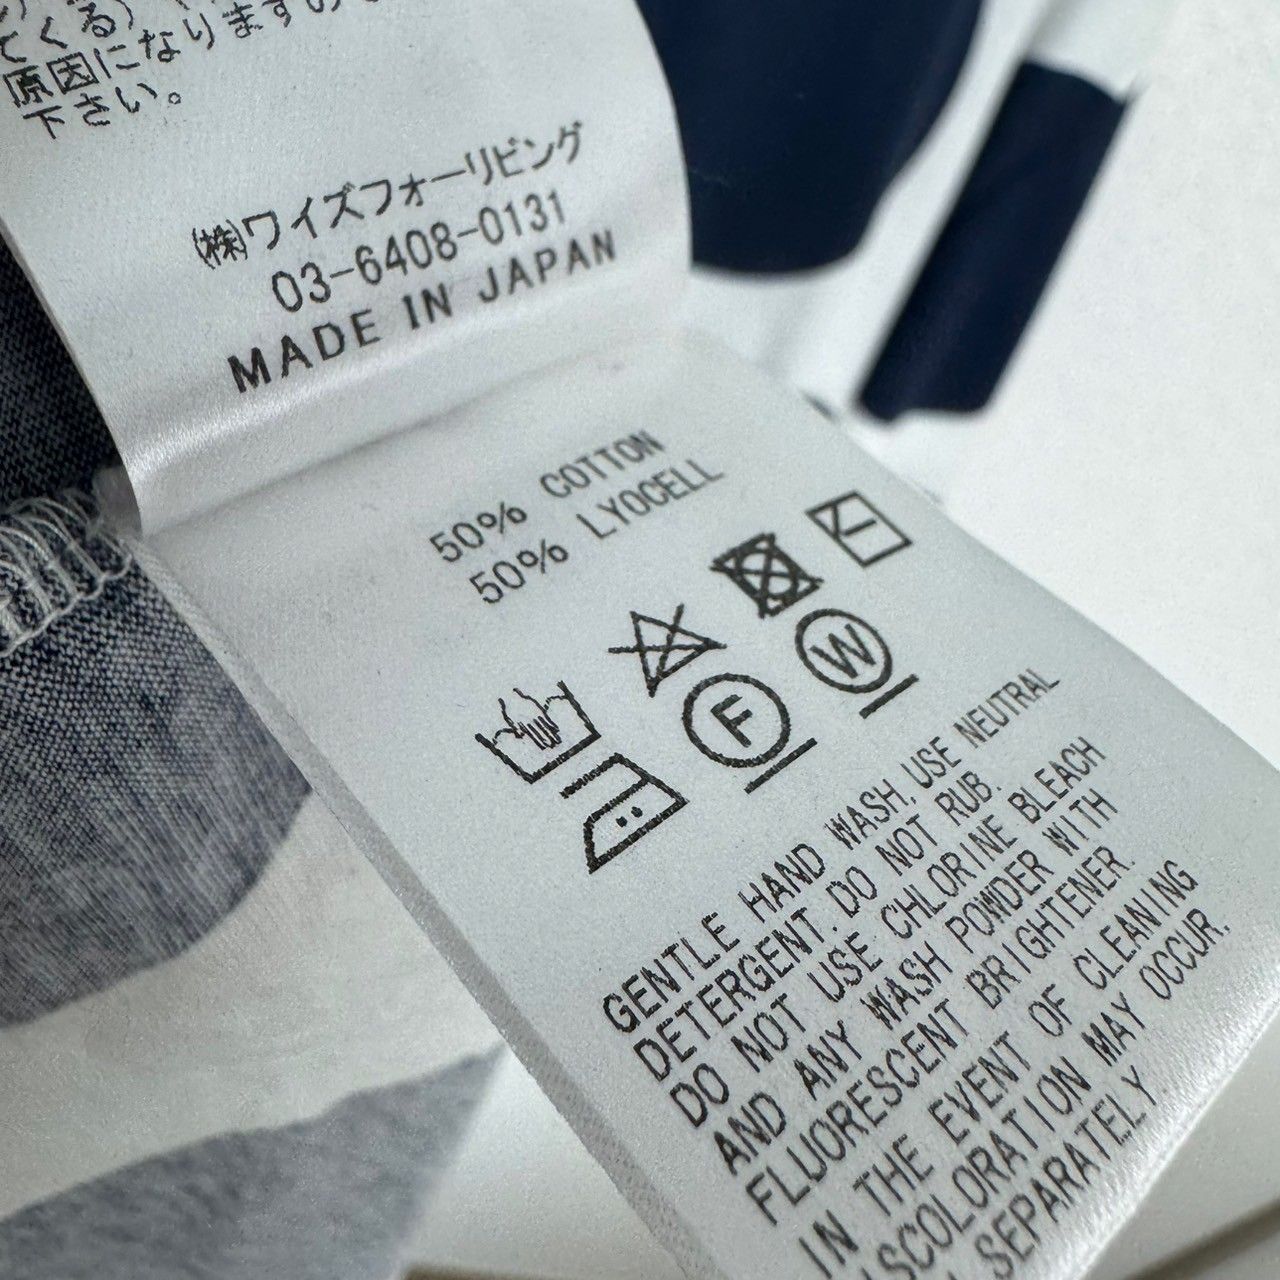 てくる)
原因になりますので
下さい。
(株)ワイズフォーリビング
03-6408-0131
MADE IN JAPAN
50% COTTON
50% LYOCELL
F
W
GENTLE HAND WASH, USE NEUTRAL
DETERGENT. DO NOT RUB.
DO NOT USE CHLORINE BLEACH
AND ANY WASH POWDER WITH
FLUORESCENT BRIGHTENER.
IN THE EVENT OF CLEANING
SCOLORATION MAY OCCUR.
SEPARATELY